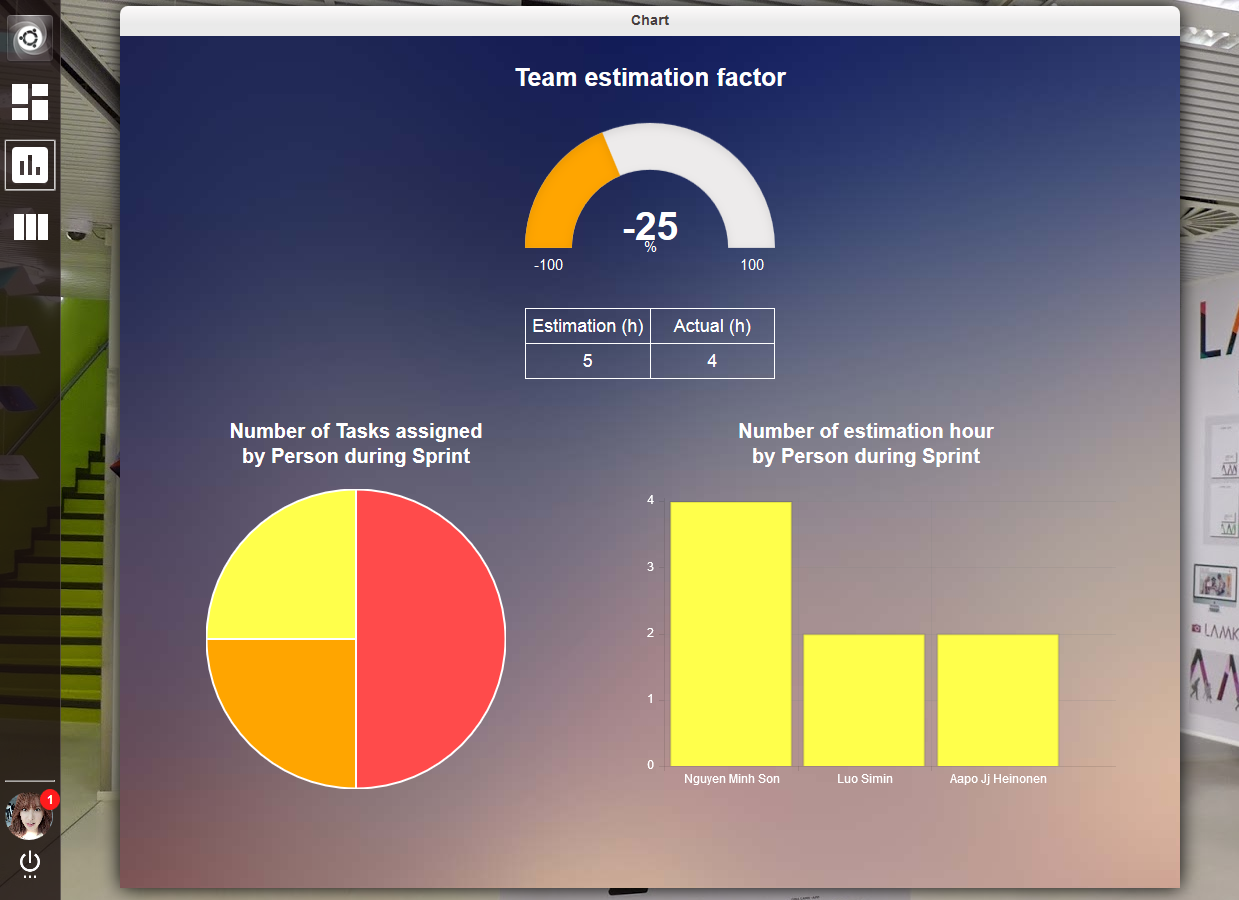 Chart
Team estimation factor
-25
%
-100 100
Estimation (h) Actual (h)
5 4
Number of Tasks assigned
by Person during Sprint
Number of estimation hour
by Person during Sprint
4
3
2
1
0
Nguyen Minh Son Luo Simin Aapo Jj Heinonen
1
LAMK